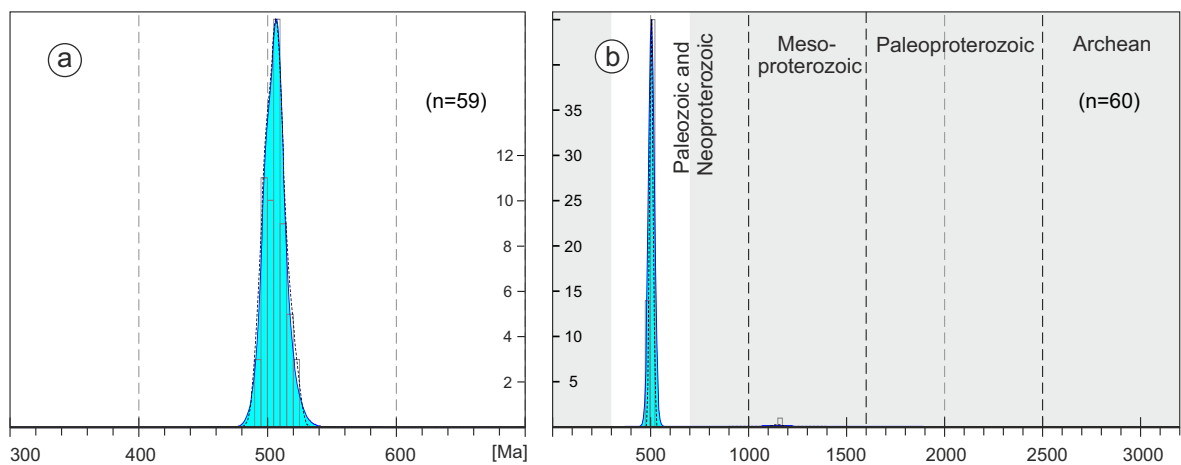 a
(n=59)
12
10
8
6
4
2
300
400
500
600
[Ma]
b
Paleozoic and
Neoproterozoic
Meso-
proterozoic
Paleoproterozoic
Archean
(n=60)
35
30
25
20
15
10
5
500
1000
1500
2000
2500
3000